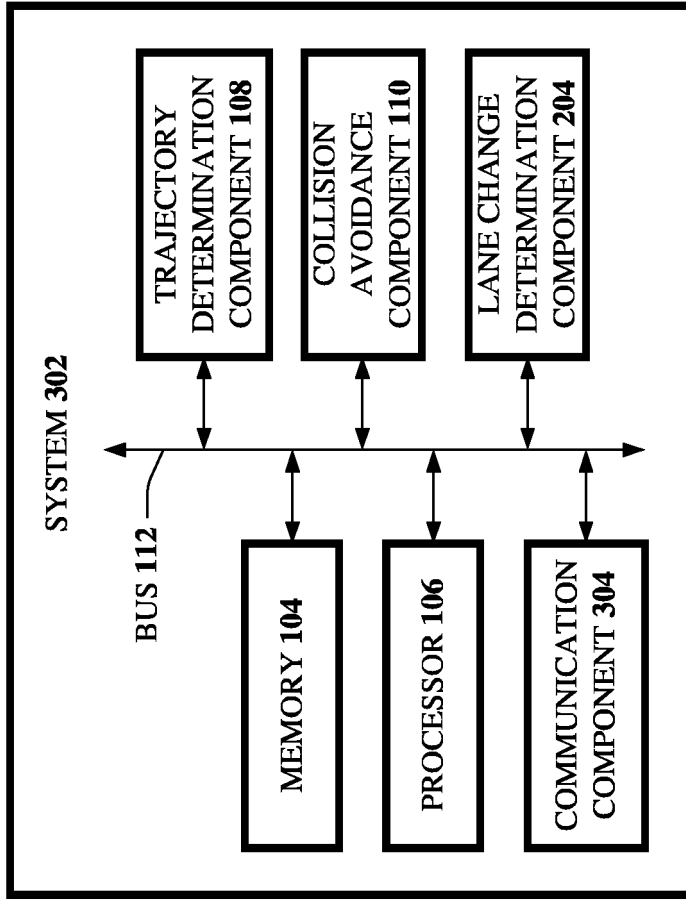 SYSTEM 302
BUS 112
MEMORY 104
PROCESSOR 106
COMMUNICATION
COMPONENT 304
TRAJECTORY
DETERMINATION
COMPONENT 108
COLLISION
AVOIDANCE
COMPONENT 110
LANE CHANGE
DETERMINATION
COMPONENT 204